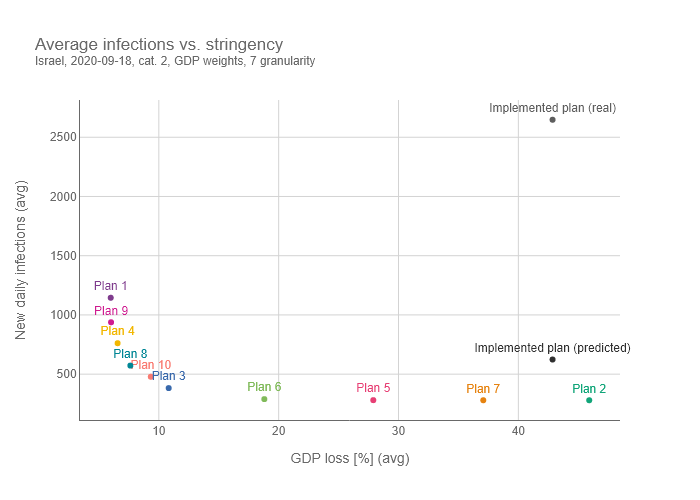 Average infections vs. stringency
Israel, 2020-09-18, cat. 2, GDP weights, 7 granularity
Implemented plan (real)
2500
2000
1500
Plan 1
Plan 9
1000
Plan 4
Plan 8
Implemented plan (predicted)
Plan 10
Plan 3
500
Plan 6
Plan 5
Plan 7
Plan 2
10
20
30
40
GDP loss [%] (avg)
New daily infections (avg)